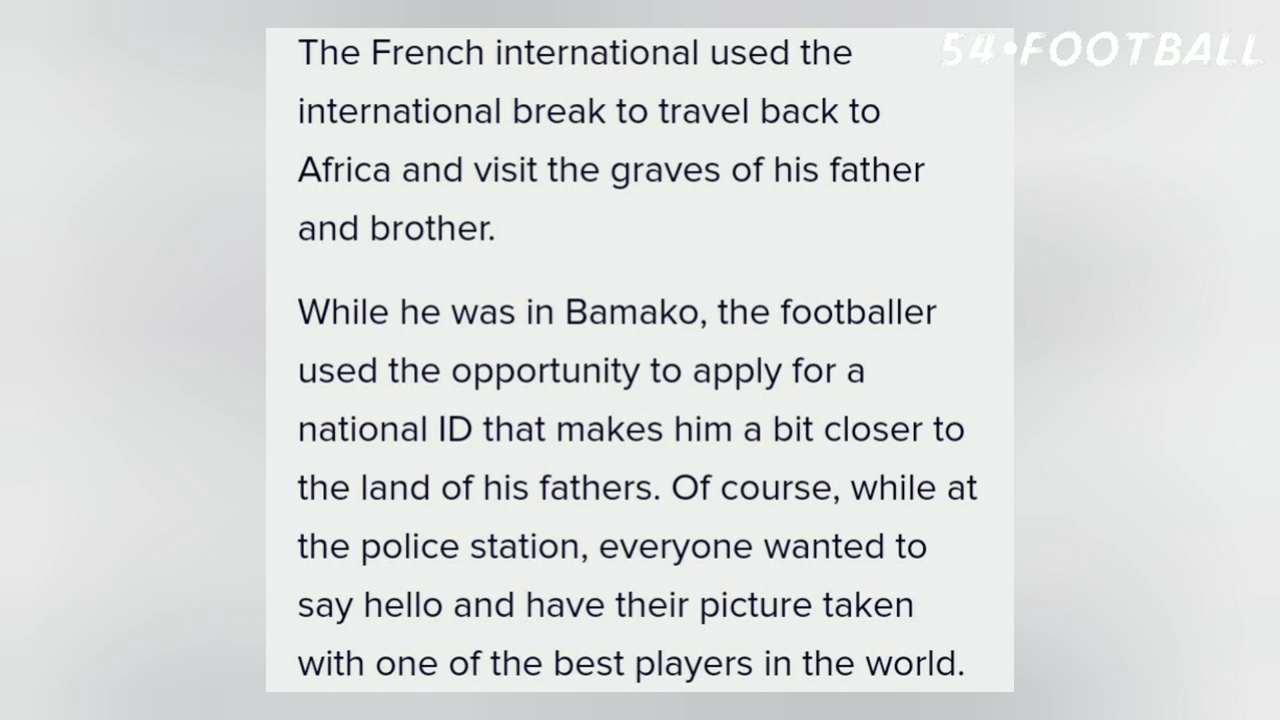 54•FOOTBALL
The French international used the
international break to travel back to
Africa and visit the graves of his father
and brother.
While he was in Bamako, the footballer
used the opportunity to apply for a
national ID that makes him a bit closer to
the land of his fathers. Of course, while at
the police station, everyone wanted to
say hello and have their picture taken
with one of the best players in the world.